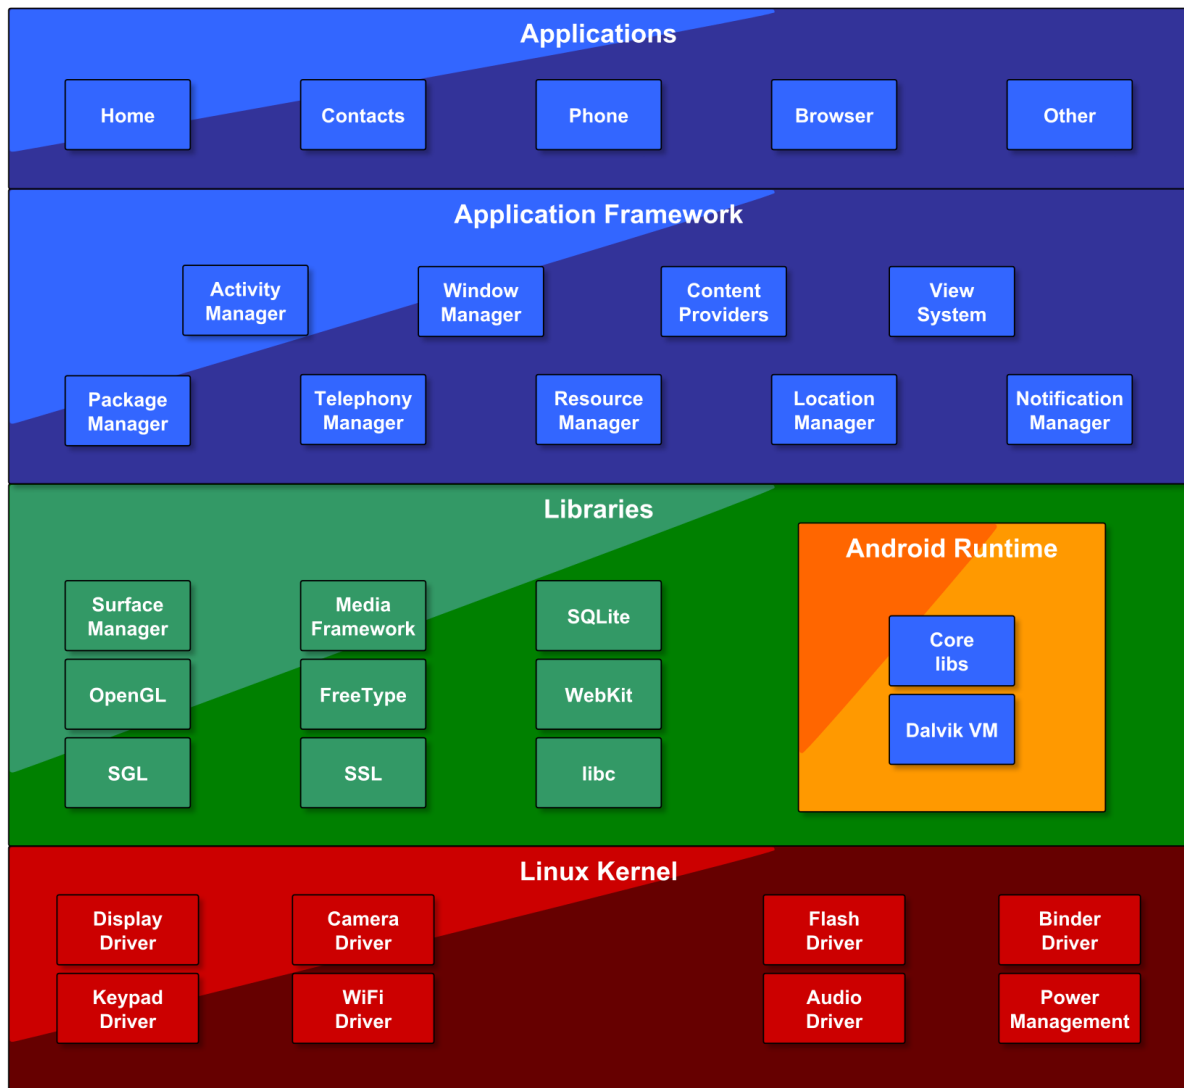 Applications
Home
Contacts
Phone
Browser
Other
Application Framework
Activity
Manager
Window
Manager
Content
Providers
View
System
Package
Manager
Telephony
Manager
Resource
Manager
Location
Manager
Notification
Manager
Libraries
Surface
Manager
Media
Framework
SQLite
OpenGL
FreeType
WebKit
SGL
SSL
libc
Android Runtime
Core
libs
Dalvik VM
Linux Kernel
Display
Driver
Camera
Driver
Flash
Driver
Binder
Driver
Keypad
Driver
WiFi
Driver
Audio
Driver
Power
Management